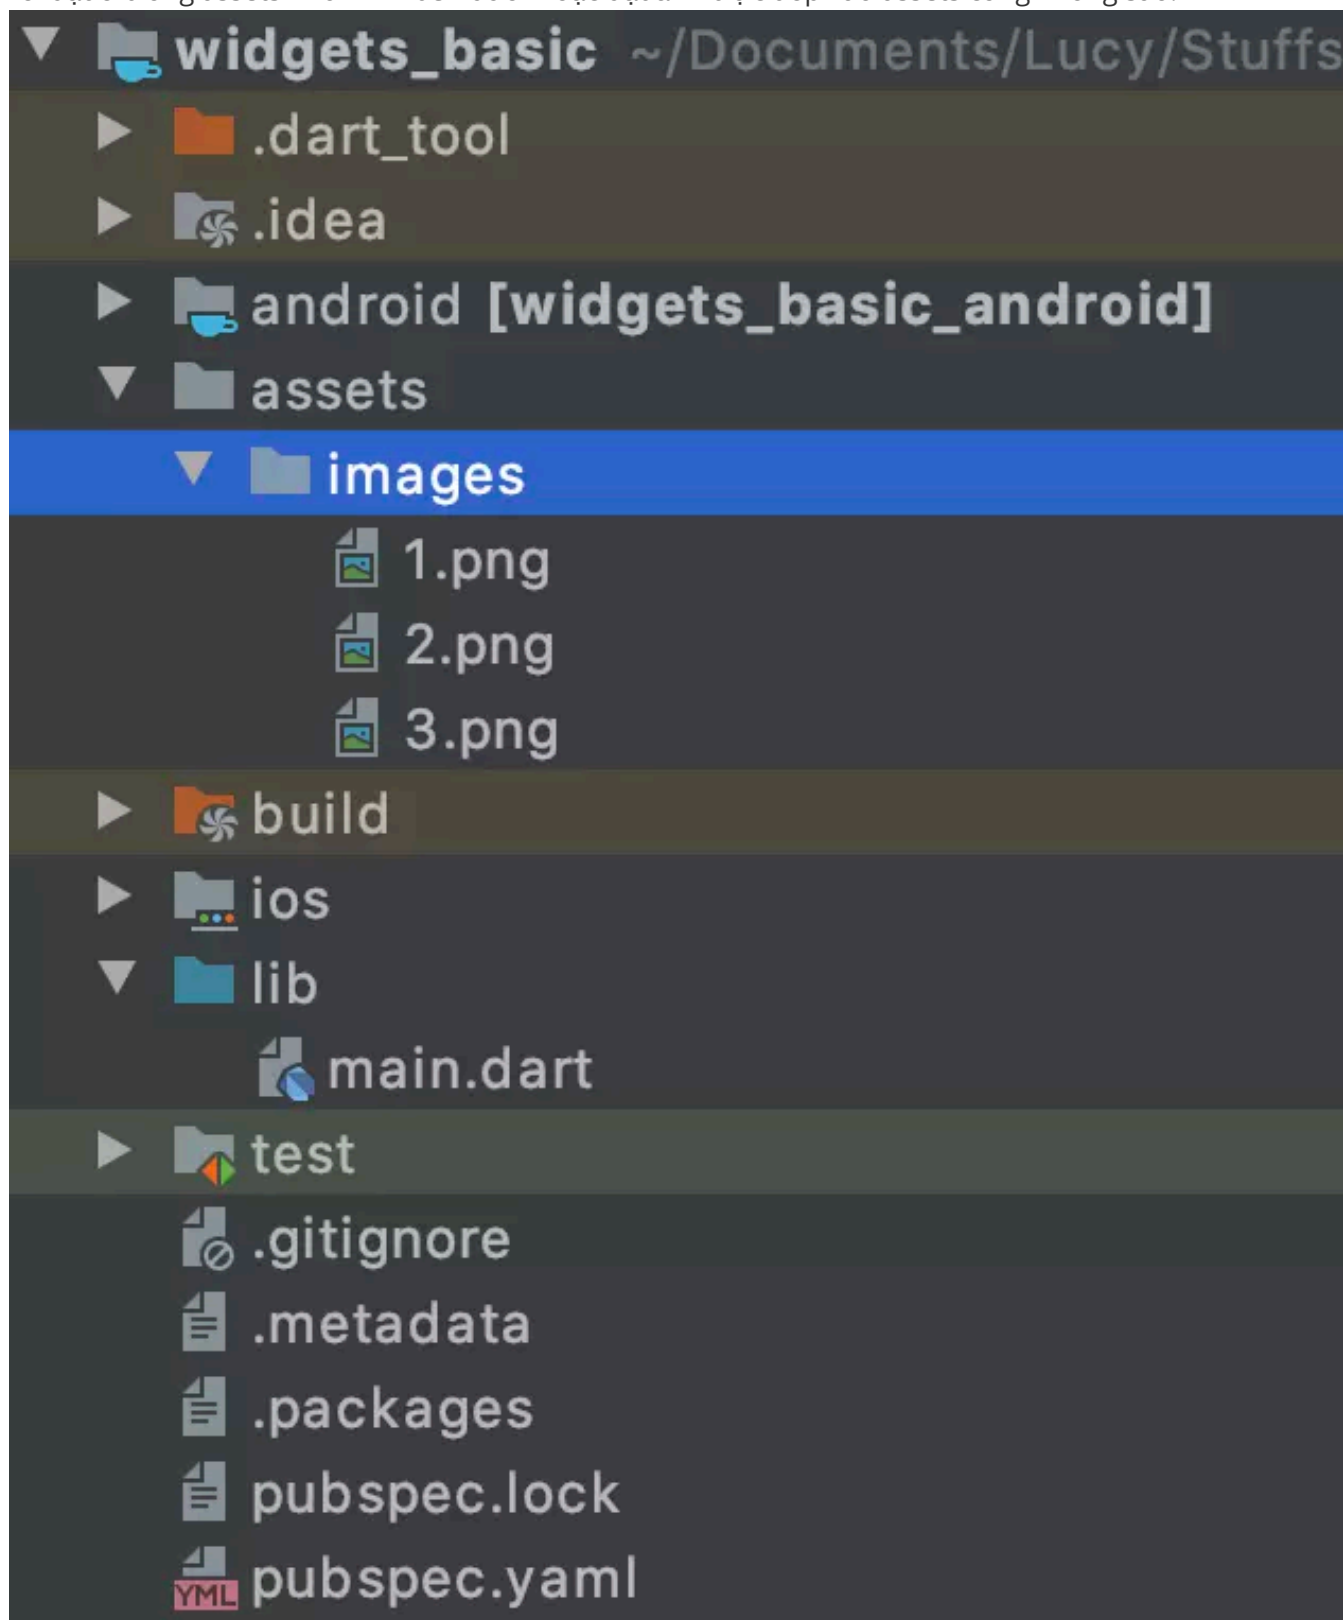 widgets_basic ~/Documents/Lucy/Stuffs
.dart_tool
.idea
android [widgets_basic_android]
assets
images
1.png
2.png
3.png
build
ios
lib
main.dart
test
.gitignore
.metadata
.packages
pubspec.lock
YML pubspec.yaml